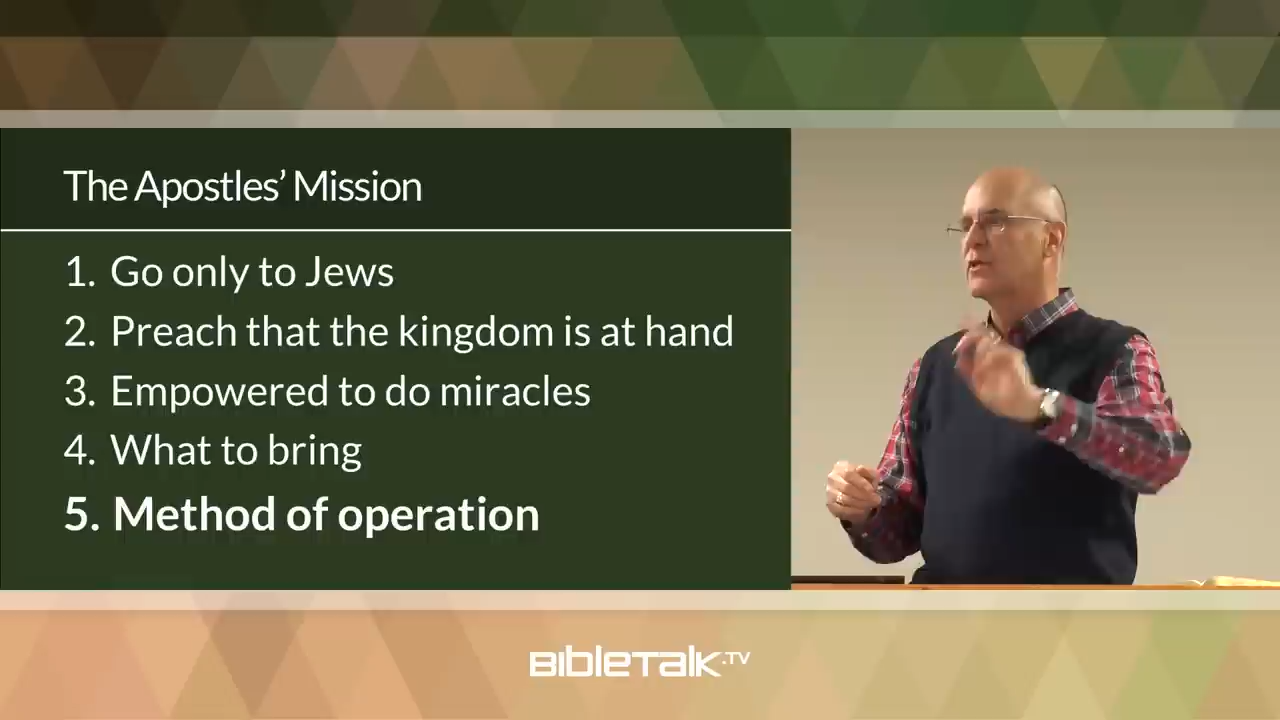 The Apostles’ Mission
1. Go only to Jews
2. Preach that the kingdom is at hand
3. Empowered to do miracles
4. What to bring
5. Method of operation
BIBLETALK.TV